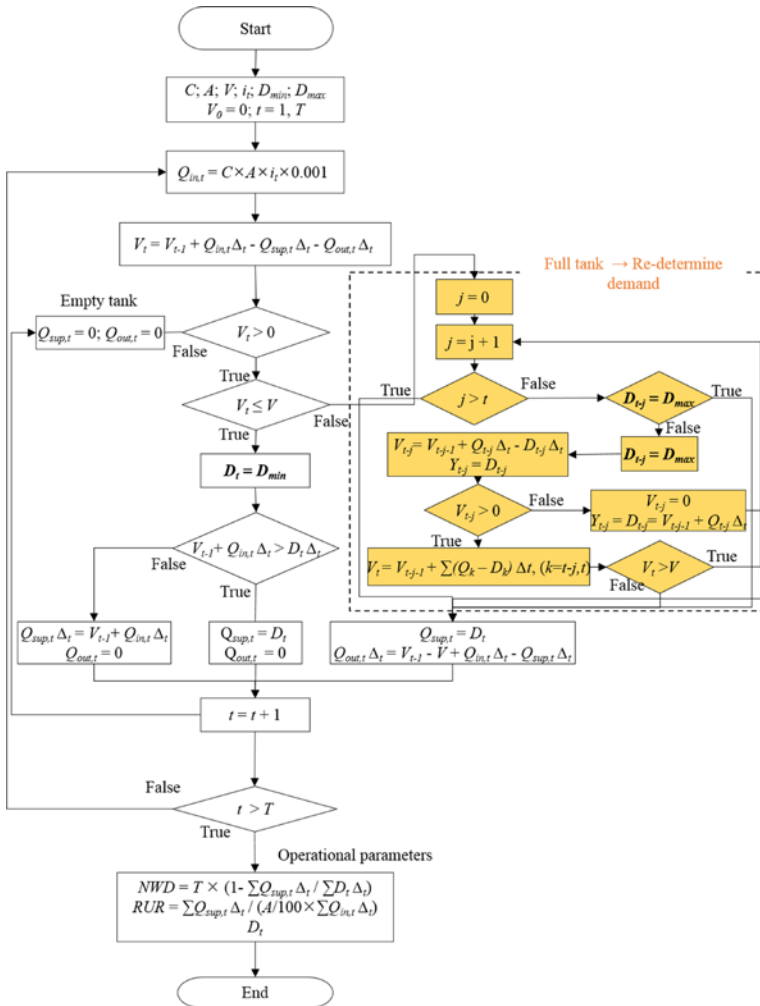 Start
C; A; V; i_t; D_min; D_max
V_0 = 0; t = 1, T
Q_in,t = C×A× i_t × 0.001
V_t = V_t-1 + Q_in,t Δ_t - Q_sup,t Δ_t - Q_out,t Δ_t
Full tank → Re-determine
demand
Empty tank
Q_sup,t = 0; Q_out,t = 0
V_t > 0
False
True
V_t ≤ V
False
True
D_t = D_min
V_t-1 + Q_in,t Δ_t > D_t Δ_t
False
True
Q_sup,t Δ_t = V_t-1 + Q_in,t Δ_t
Q_out,t = 0
Q_sup,t = D_t
Q_out,t = 0
j = 0
j = j + 1
j > t
True
False
D_t-j = D_max
True
False
D_t-j = D_max
V_t-j = V_t-j-1 + Q_t-j Δ_t - D_t-j Δ_t
Y_t-j = D_t-j
V_t-j > 0
False
True
V_t-j = 0
Y_t-j = D_t-j = V_t-j-1 + Q_t-j Δ_t
V_t = V_t-j-1 + ∑(Q_k – D_k) Δt, (k=t-j,t)
V_t >V
True
False
Q_sup,t = D_t
Q_out,t Δ_t = V_t-1 - V + Q_in,t Δ_t - Q_sup,t Δ_t
t = t + 1
False
t > T
True
Operational parameters
NWD = T × (1- ∑Q_sup,t Δ_t / ∑D_t Δ_t)
RUR = ∑Q_sup,t Δ_t / (A/100× ∑Q_in,t Δ_t)
D_t
End